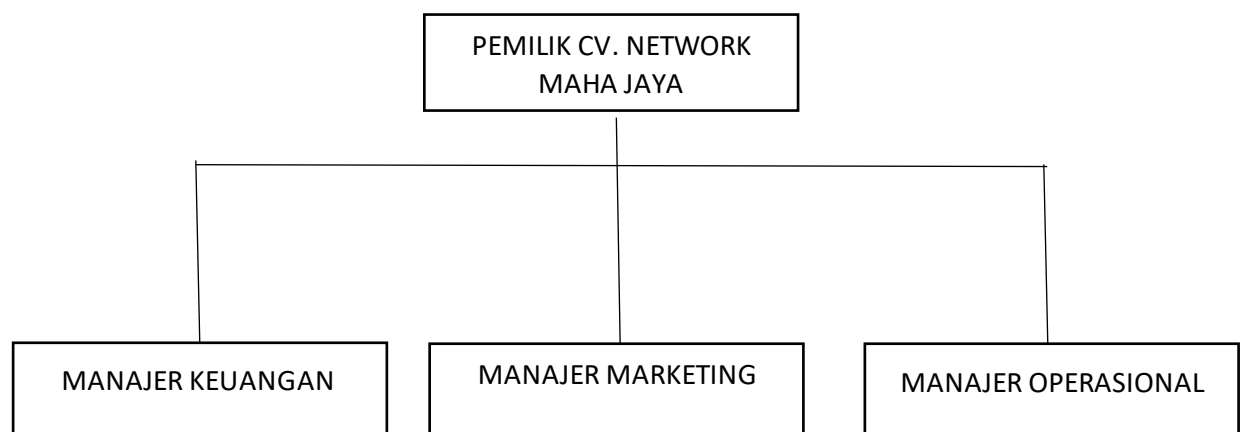 PEMILIK CV. NETWORK
MAHA JAYA
MANAJER KEUANGAN
MANAJER MARKETING
MANAJER OPERASIONAL